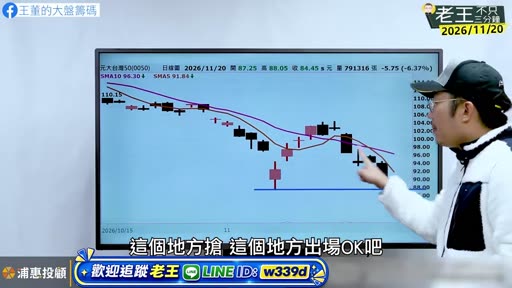 王董的大盤籌碼
老王不只三分鐘
2026/11/20
元大台灣50(0050) 日線圖 2026/11/20 開 87.25 高 88.05 收 84.45 s 元 量 791316 張 -5.75 (-6.37%)
SMA10 96.30 SMA5 91.84
110.15
110.00
108.00
106.00
104.00
102.00
100.00
98.00
96.00
94.00
92.00
90.00
88.00
2026/10/15
11
這個地方搶 這個地方出場OK吧
浦惠投顧
歡迎追蹤 老王 LINE ID: w339d